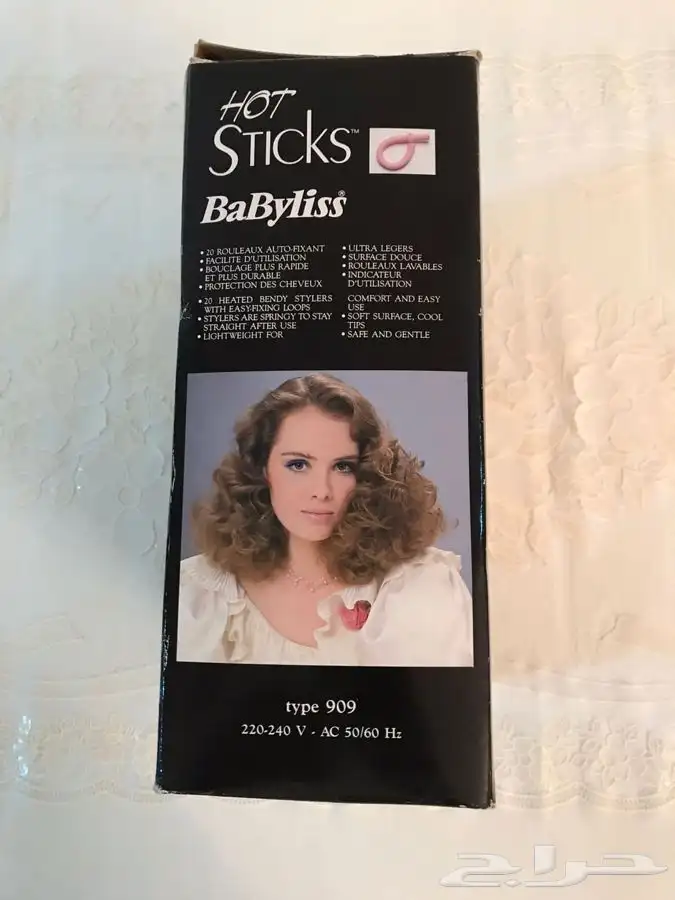 HOT
STICKS™
BaByliss®
• 20 ROULEAUX AUTO-FIXANT
• FACILITE D'UTILISATION
• BOUCLAGE PLUS RAPIDE
ET PLUS DURABLE
• PROTECTION DES CHEVEUX
• ULTRA LEGERS
• SURFACE DOUCE
• ROULEAUX LAVABLES
• INDICATEUR
D'UTILISATION
• 20 HEATED BENDY STYLERS
WITH EASY-FIXING LOOPS
• STYLERS ARE SPRINGY TO STAY
STRAIGHT AFTER USE
• LIGHTWEIGHT FOR
COMFORT AND EASY
USE
• SOFT SURFACE, COOL
TIPS
• SAFE AND GENTLE
type 909
220-240 V - AC 50/60 Hz
حراج